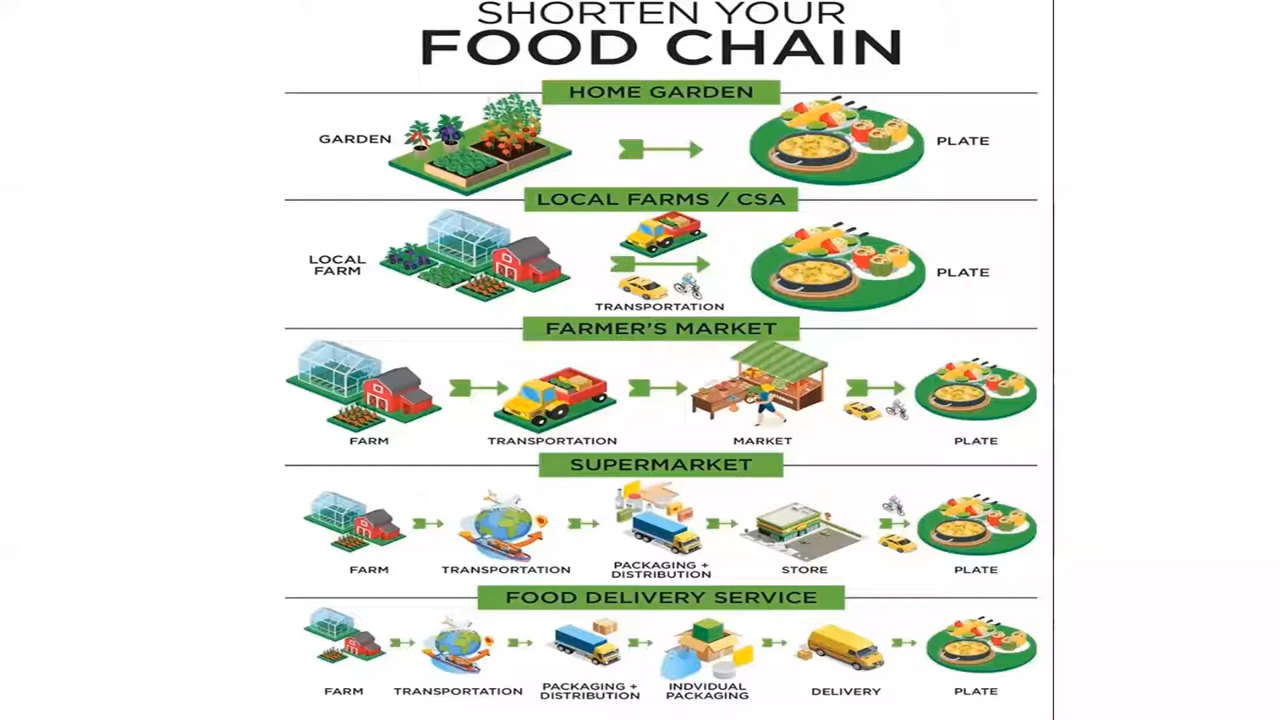 SHORTEN YOUR
FOOD CHAIN
HOME GARDEN
GARDEN
PLATE
LOCAL FARMS / CSA
LOCAL
FARM
TRANSPORTATION
PLATE
FARMER'S MARKET
FARM
TRANSPORTATION
MARKET
PLATE
SUPERMARKET
FARM
TRANSPORTATION
PACKAGING +
DISTRIBUTION
STORE
PLATE
FOOD DELIVERY SERVICE
FARM
TRANSPORTATION
PACKAGING +
DISTRIBUTION
INDVIDUAL
PACKAGING
DELIVERY
PLATE